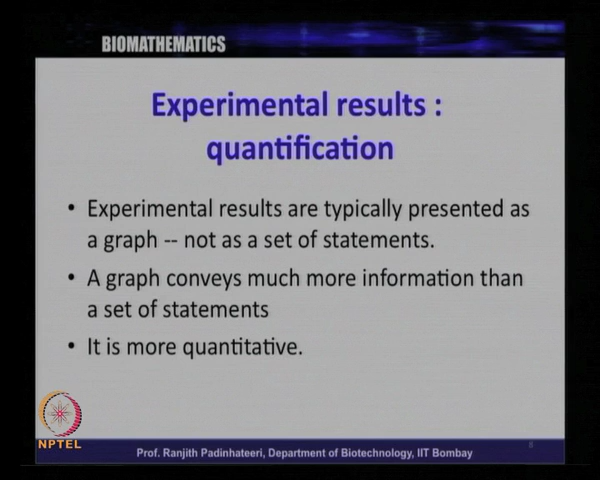 BIOMATHEMATICS
Experimental results :
quantification
• Experimental results are typically presented as
a graph -- not as a set of statements.
• A graph conveys much more information than
a set of statements
• It is more quantitative.
NPTEL
Prof. Ranjith Padinhateeri, Department of Biotechnology, IIT Bombay
8